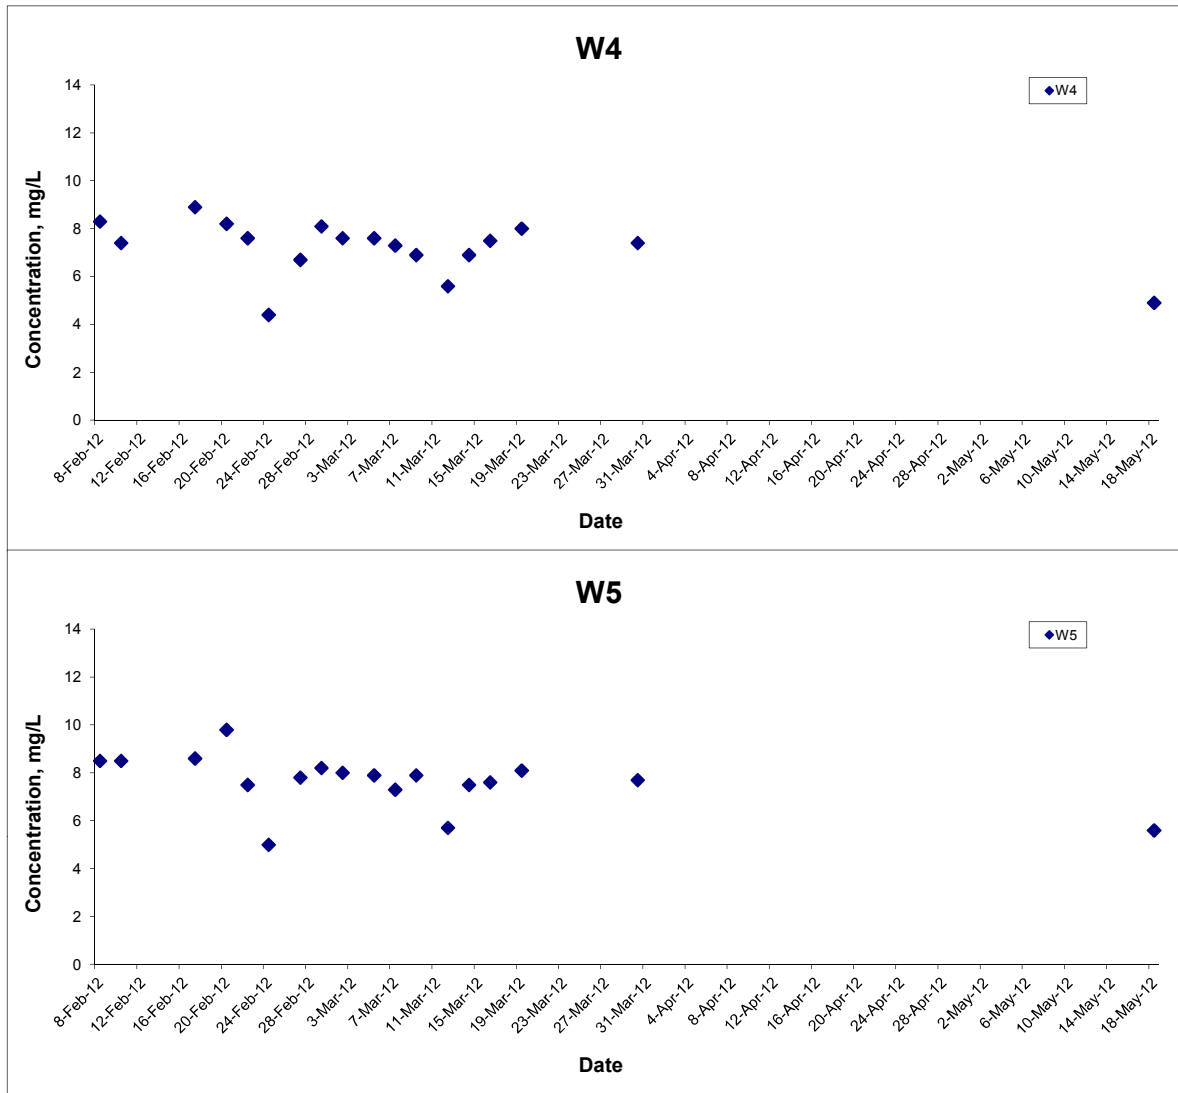 W4
W4
14
12
10
8
6
4
2
0
Concentration, mg/L
8-Feb-12
12-Feb-12
16-Feb-12
20-Feb-12
24-Feb-12
28-Feb-12
3-Mar-12
7-Mar-12
11-Mar-12
15-Mar-12
19-Mar-12
23-Mar-12
27-Mar-12
31-Mar-12
4-Apr-12
8-Apr-12
12-Apr-12
16-Apr-12
20-Apr-12
24-Apr-12
28-Apr-12
2-May-12
6-May-12
10-May-12
14-May-12
18-May-12
Date
W5
W5
14
12
10
8
6
4
2
0
Concentration, mg/L
8-Feb-12
12-Feb-12
16-Feb-12
20-Feb-12
24-Feb-12
28-Feb-12
3-Mar-12
7-Mar-12
11-Mar-12
15-Mar-12
19-Mar-12
23-Mar-12
27-Mar-12
31-Mar-12
4-Apr-12
8-Apr-12
12-Apr-12
16-Apr-12
20-Apr-12
24-Apr-12
28-Apr-12
2-May-12
6-May-12
10-May-12
14-May-12
18-May-12
Date